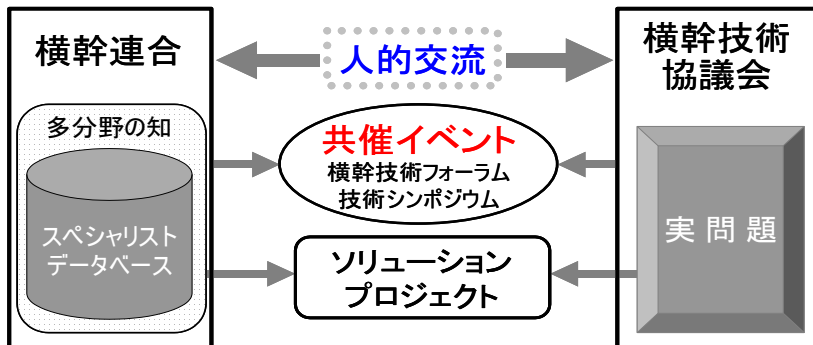 横幹連合
人的交流
横幹技術
協議会
多分野の知
スペシャリスト
データベース
共催イベント
横幹技術フォーラム
技術シンポジウム
ソリューション
プロジェクト
実問題